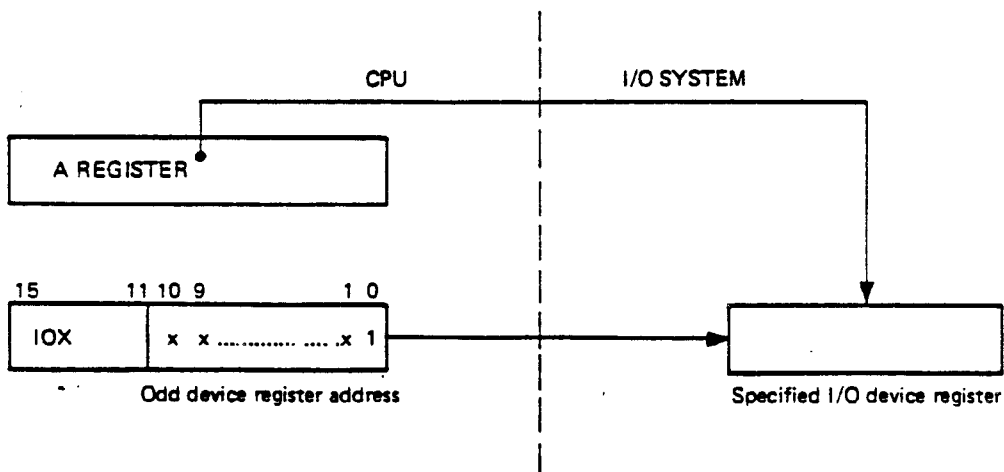 CPU
I/O SYSTEM
A REGISTER
15 11 10 9 1 0
IOX x x ............. ..... .x 1
Odd device register address
Specified I/O device register